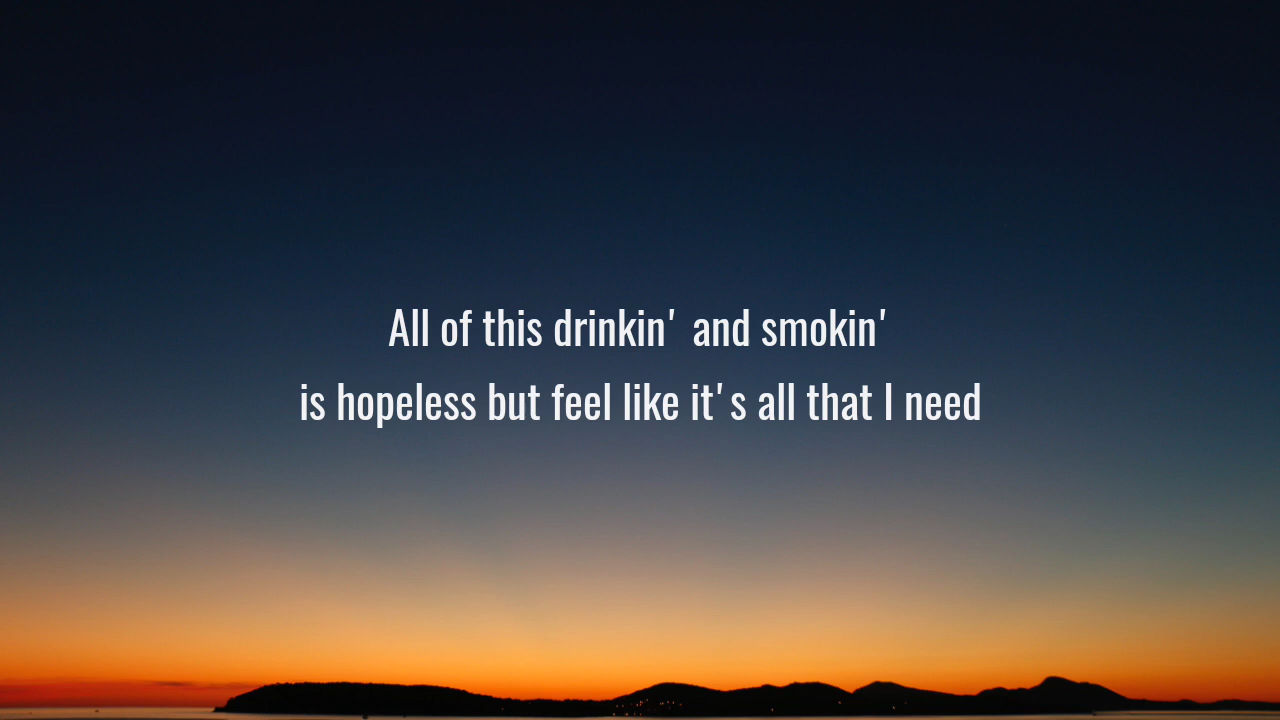 All of this drinkin' and smokin'
is hopeless but feel like it's all that I need